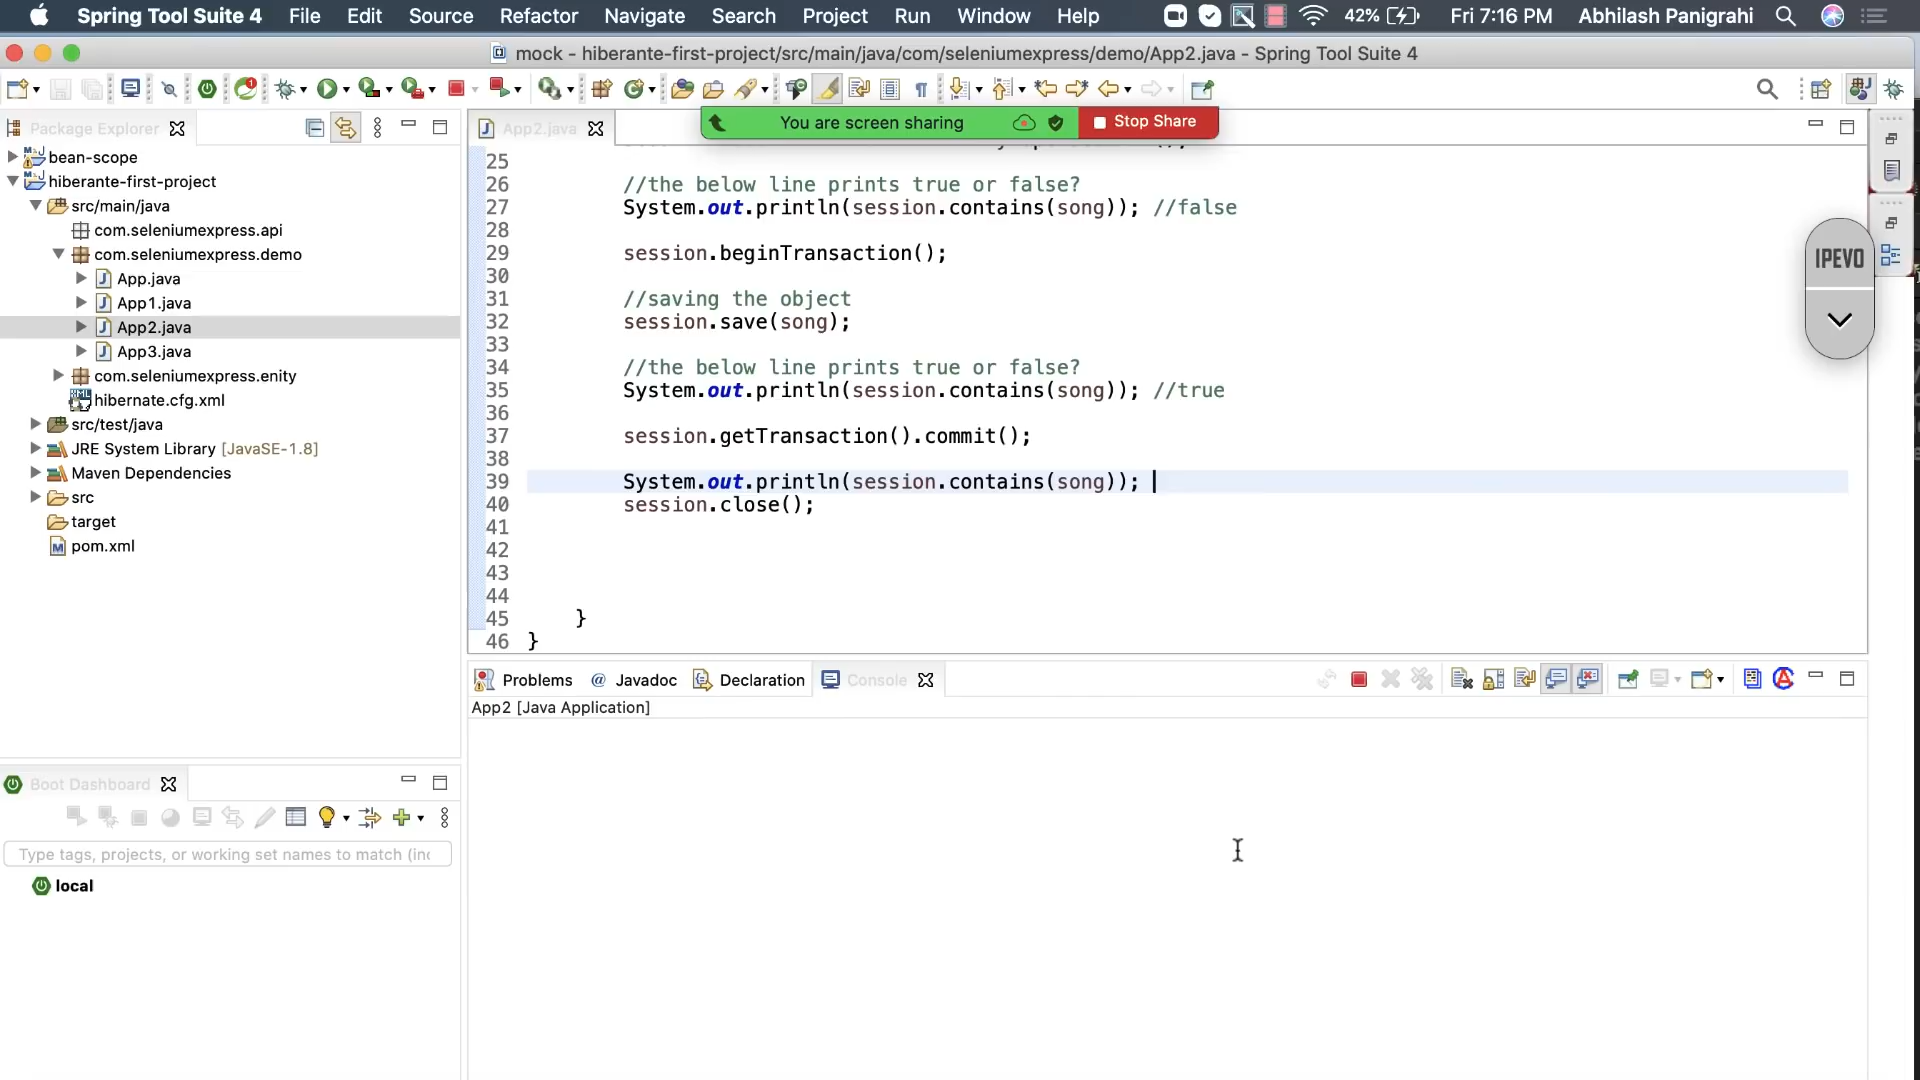 Spring Tool Suite 4 File Edit Source Refactor Navigate Search Project Run Window Help 42% Fri 7:16 PM Abhilash Panigrahi
mock - hiberante-first-project/src/main/java/com/seleniumexpress/demo/App2.java - Spring Tool Suite 4
You are screen sharing Stop Share
Package Explorer
bean-scope
hiberante-first-project
src/main/java
com.seleniumexpress.api
com.seleniumexpress.demo
App.java
App1.java
App2.java
App3.java
com.seleniumexpress.enity
hibernate.cfg.xml
src/test/java
JRE System Library [JavaSE-1.8]
Maven Dependencies
src
target
pom.xml
App2.java
25
26 //the below line prints true or false?
27 System.out.println(session.contains(song)); //false
28
29 session.beginTransaction();
30
31 //saving the object
32 session.save(song);
33
34 //the below line prints true or false?
35 System.out.println(session.contains(song)); //true
36
37 session.getTransaction().commit();
38
39 System.out.println(session.contains(song));
40 session.close();
41
42
43
44
45 }
46 }
IPEVO
Problems @ Javadoc Declaration Console
App2 [Java Application]
Boot Dashboard
Type tags, projects, or working set names to match (inc
local